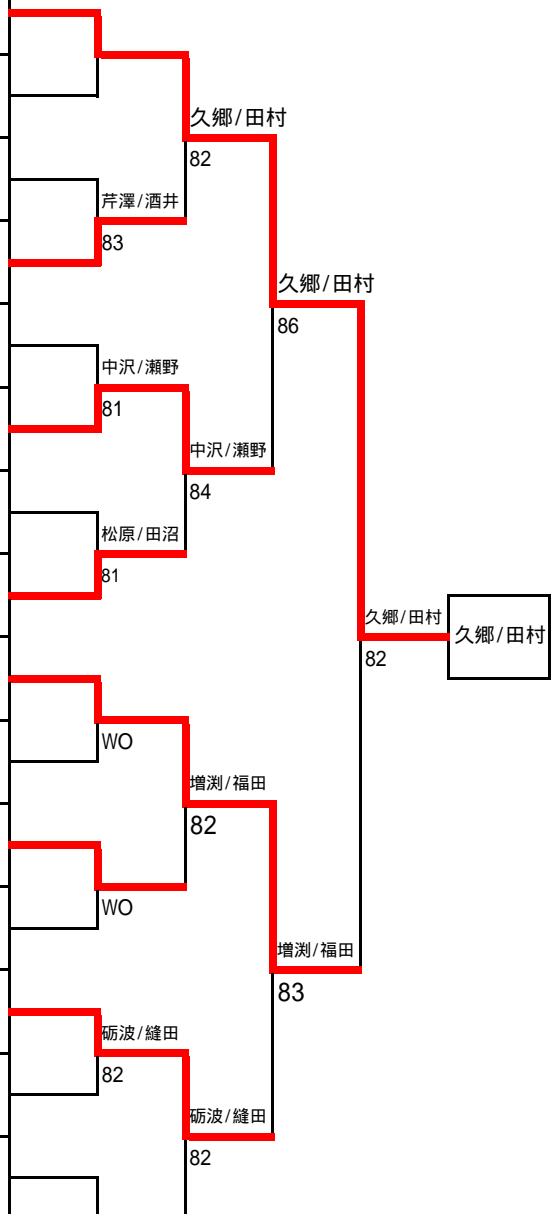 久郷/田村
82
芹澤/酒井
83
久郷/田村
86
中沢/瀬野
81
中沢/瀬野
84
松原/田沼
81
久郷/田村
久郷/田村
82
WO
増渕/福田
82
WO
増渕/福田
83
砺波/縫田
82
砺波/縫田
82